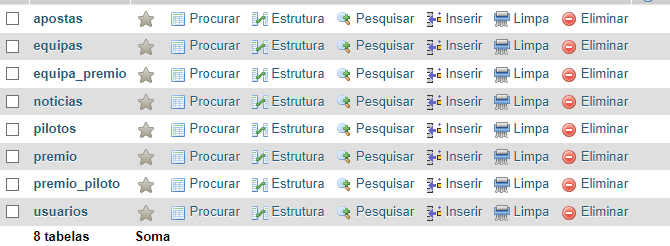 apostas Procurar Estrutura Pesquisar Inserir Limpa Eliminar
equipas Procurar Estrutura Pesquisar Inserir Limpa Eliminar
equipa_premio Procurar Estrutura Pesquisar Inserir Limpa Eliminar
noticias Procurar Estrutura Pesquisar Inserir Limpa Eliminar
pilotos Procurar Estrutura Pesquisar Inserir Limpa Eliminar
premio Procurar Estrutura Pesquisar Inserir Limpa Eliminar
premio_piloto Procurar Estrutura Pesquisar Inserir Limpa Eliminar
usuarios Procurar Estrutura Pesquisar Inserir Limpa Eliminar
8 tabelas Soma